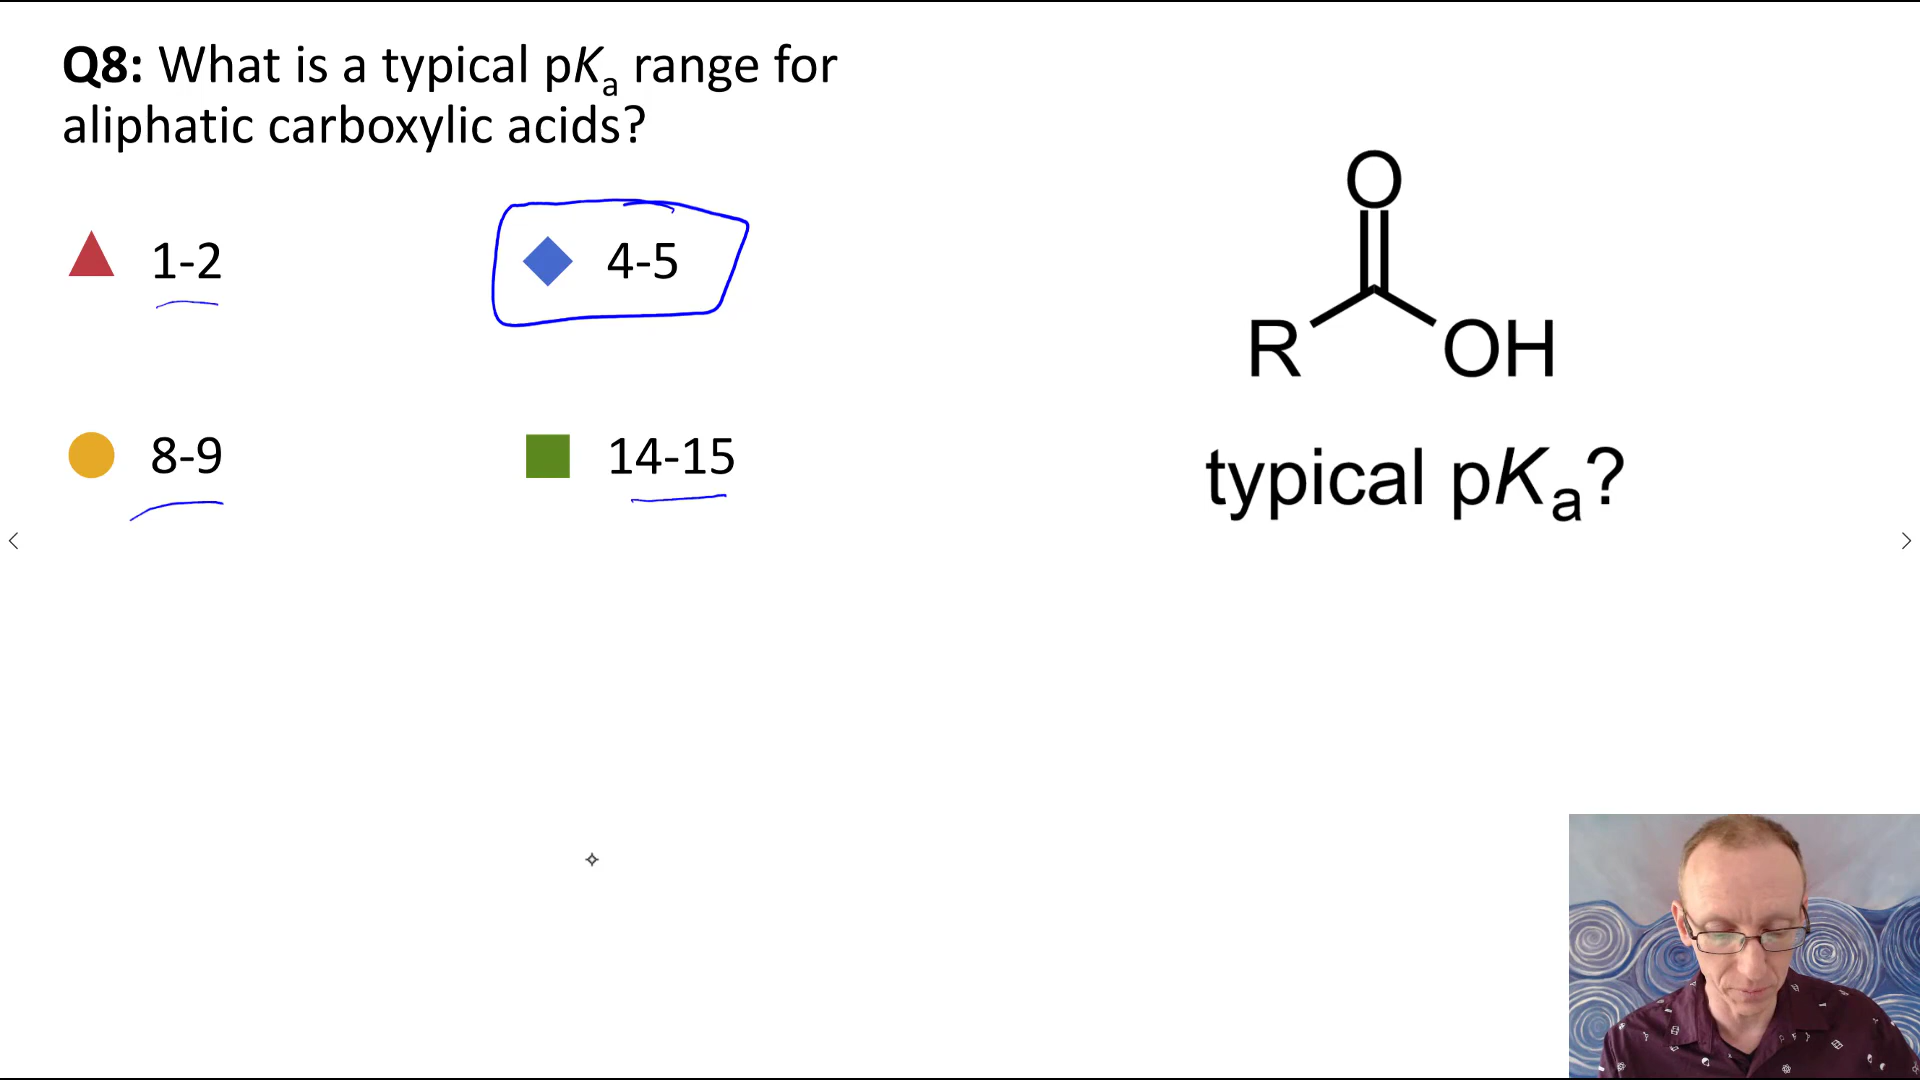 Q8: What is a typical pKa range for
aliphatic carboxylic acids?
1-2
4-5
8-9
14-15
O
R
OH
typical pKa?